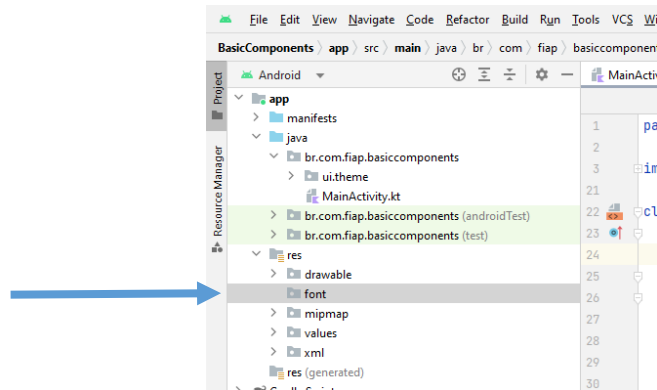 File Edit View Navigate Code Refactor Build Run Tools VCS Wi
BasicComponents app src main java br com fiap basiccomponent
Android MainActivi
Project
Resource Manager
app
manifests
java
br.com.fiap.basiccomponents
ui.theme
MainActivity.kt
br.com.fiap.basiccomponents (androidTest)
br.com.fiap.basiccomponents (test)
res
drawable
font
mipmap
values
xml
res (generated)
1 pa
2
3 im
21
22 cl
23
24
25
26
27
28
29
30